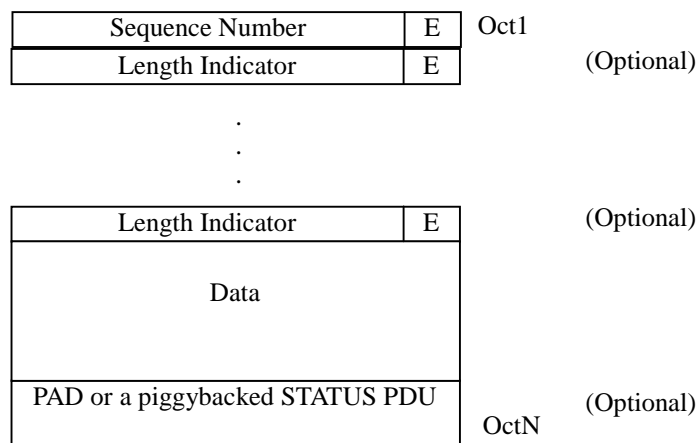 Sequence Number E Oct1
Length Indicator E (Optional)
.
.
.
Length Indicator E (Optional)
Data
PAD or a piggybacked STATUS PDU (Optional)
OctN